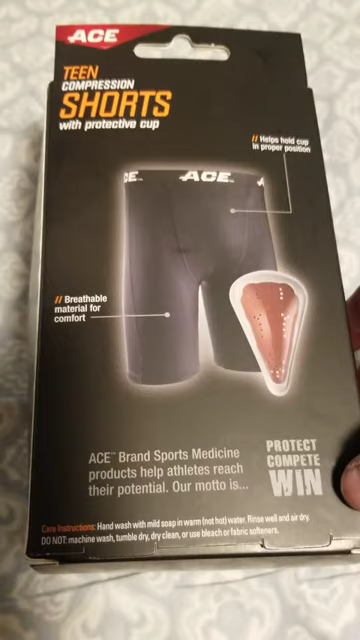 ACE
TEEN
COMPRESSION
SHORTS
with protective cup
// Helps hold cup
in proper position
CE
ACE™
A
// Breathable
material for
comfort
ACE™ Brand Sports Medicine
products help athletes reach
their potential. Our motto is...
PROTECT
COMPETE
WIN
Care Instructions: Hand wash with mild soap in warm (not hot) water. Rinse well and air dry.
DO NOT: machine wash, tumble dry, dry clean, or use bleach or fabric softeners.